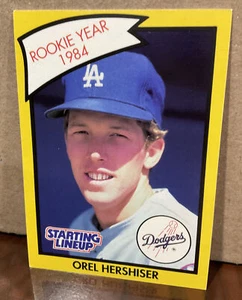 ROOKIE YEAR
1984
LA
STARTING
LINEUP
Dodgers
OREL HERSHISER